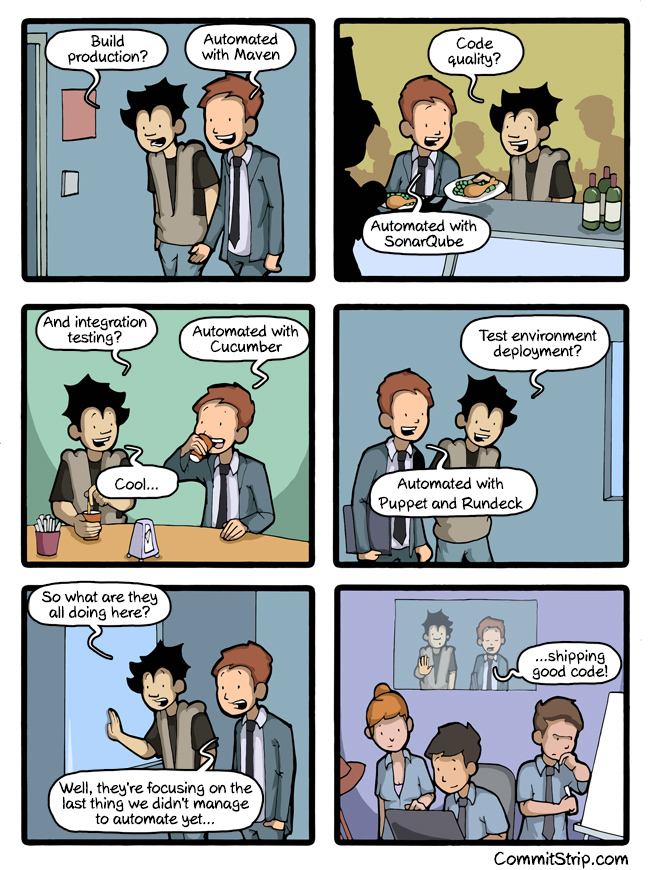 Build
production?
Automated
with Maven
Code
quality?
Automated with
SonarQube
And integration
testing?
Automated with
Cucumber
Cool...
Test environment
deployment?
Automated with
Puppet and Rundeck
So what are they
all doing here?
Well, they're focusing on the
last thing we didn't manage
to automate yet...
...shipping
good code!
CommitStrip.com